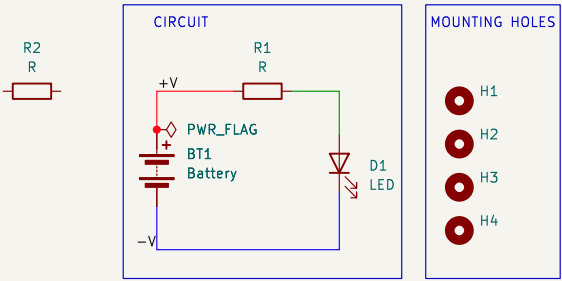 R2
R
CIRCUIT
R1
R
+V
PWR_FLAG
+
BT1
Battery
D1
LED
-V
MOUNTING HOLES
H1
H2
H3
H4